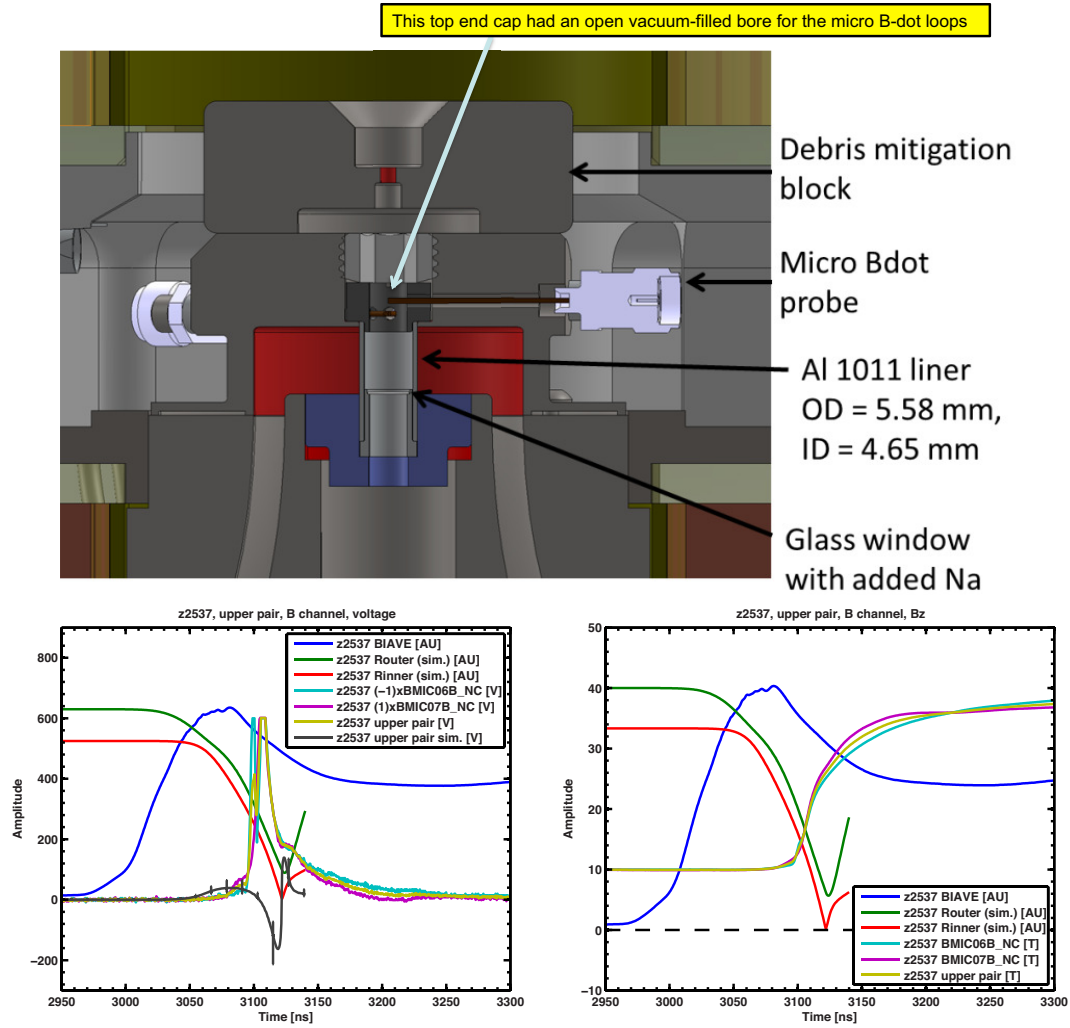 This top end cap had an open vacuum-filled bore for the micro B-dot loops
Debris mitigation
block
Micro Bdot
probe
Al 1011 liner
OD = 5.58 mm,
ID = 4.65 mm
Glass window
with added Na
z2537, upper pair, B channel, voltage
800
600
400
200
0
−200
Amplitude
2950 3000 3050 3100 3150 3200 3250 3300
Time [ns]
z2537 BIAVE [AU]
z2537 Router (sim.) [AU]
z2537 Rinner (sim.) [AU]
z2537 (−1)xBMIC06B_NC [V]
z2537 (1)xBMIC07B_NC [V]
z2537 upper pair [V]
z2537 upper pair sim. [V]
z2537, upper pair, B channel, Bz
50
40
30
20
10
0
−10
Amplitude
2950 3000 3050 3100 3150 3200 3250 3300
Time [ns]
z2537 BIAVE [AU]
z2537 Router (sim.) [AU]
z2537 Rinner (sim.) [AU]
z2537 BMIC06B_NC [T]
z2537 BMIC07B_NC [T]
z2537 upper pair [T]